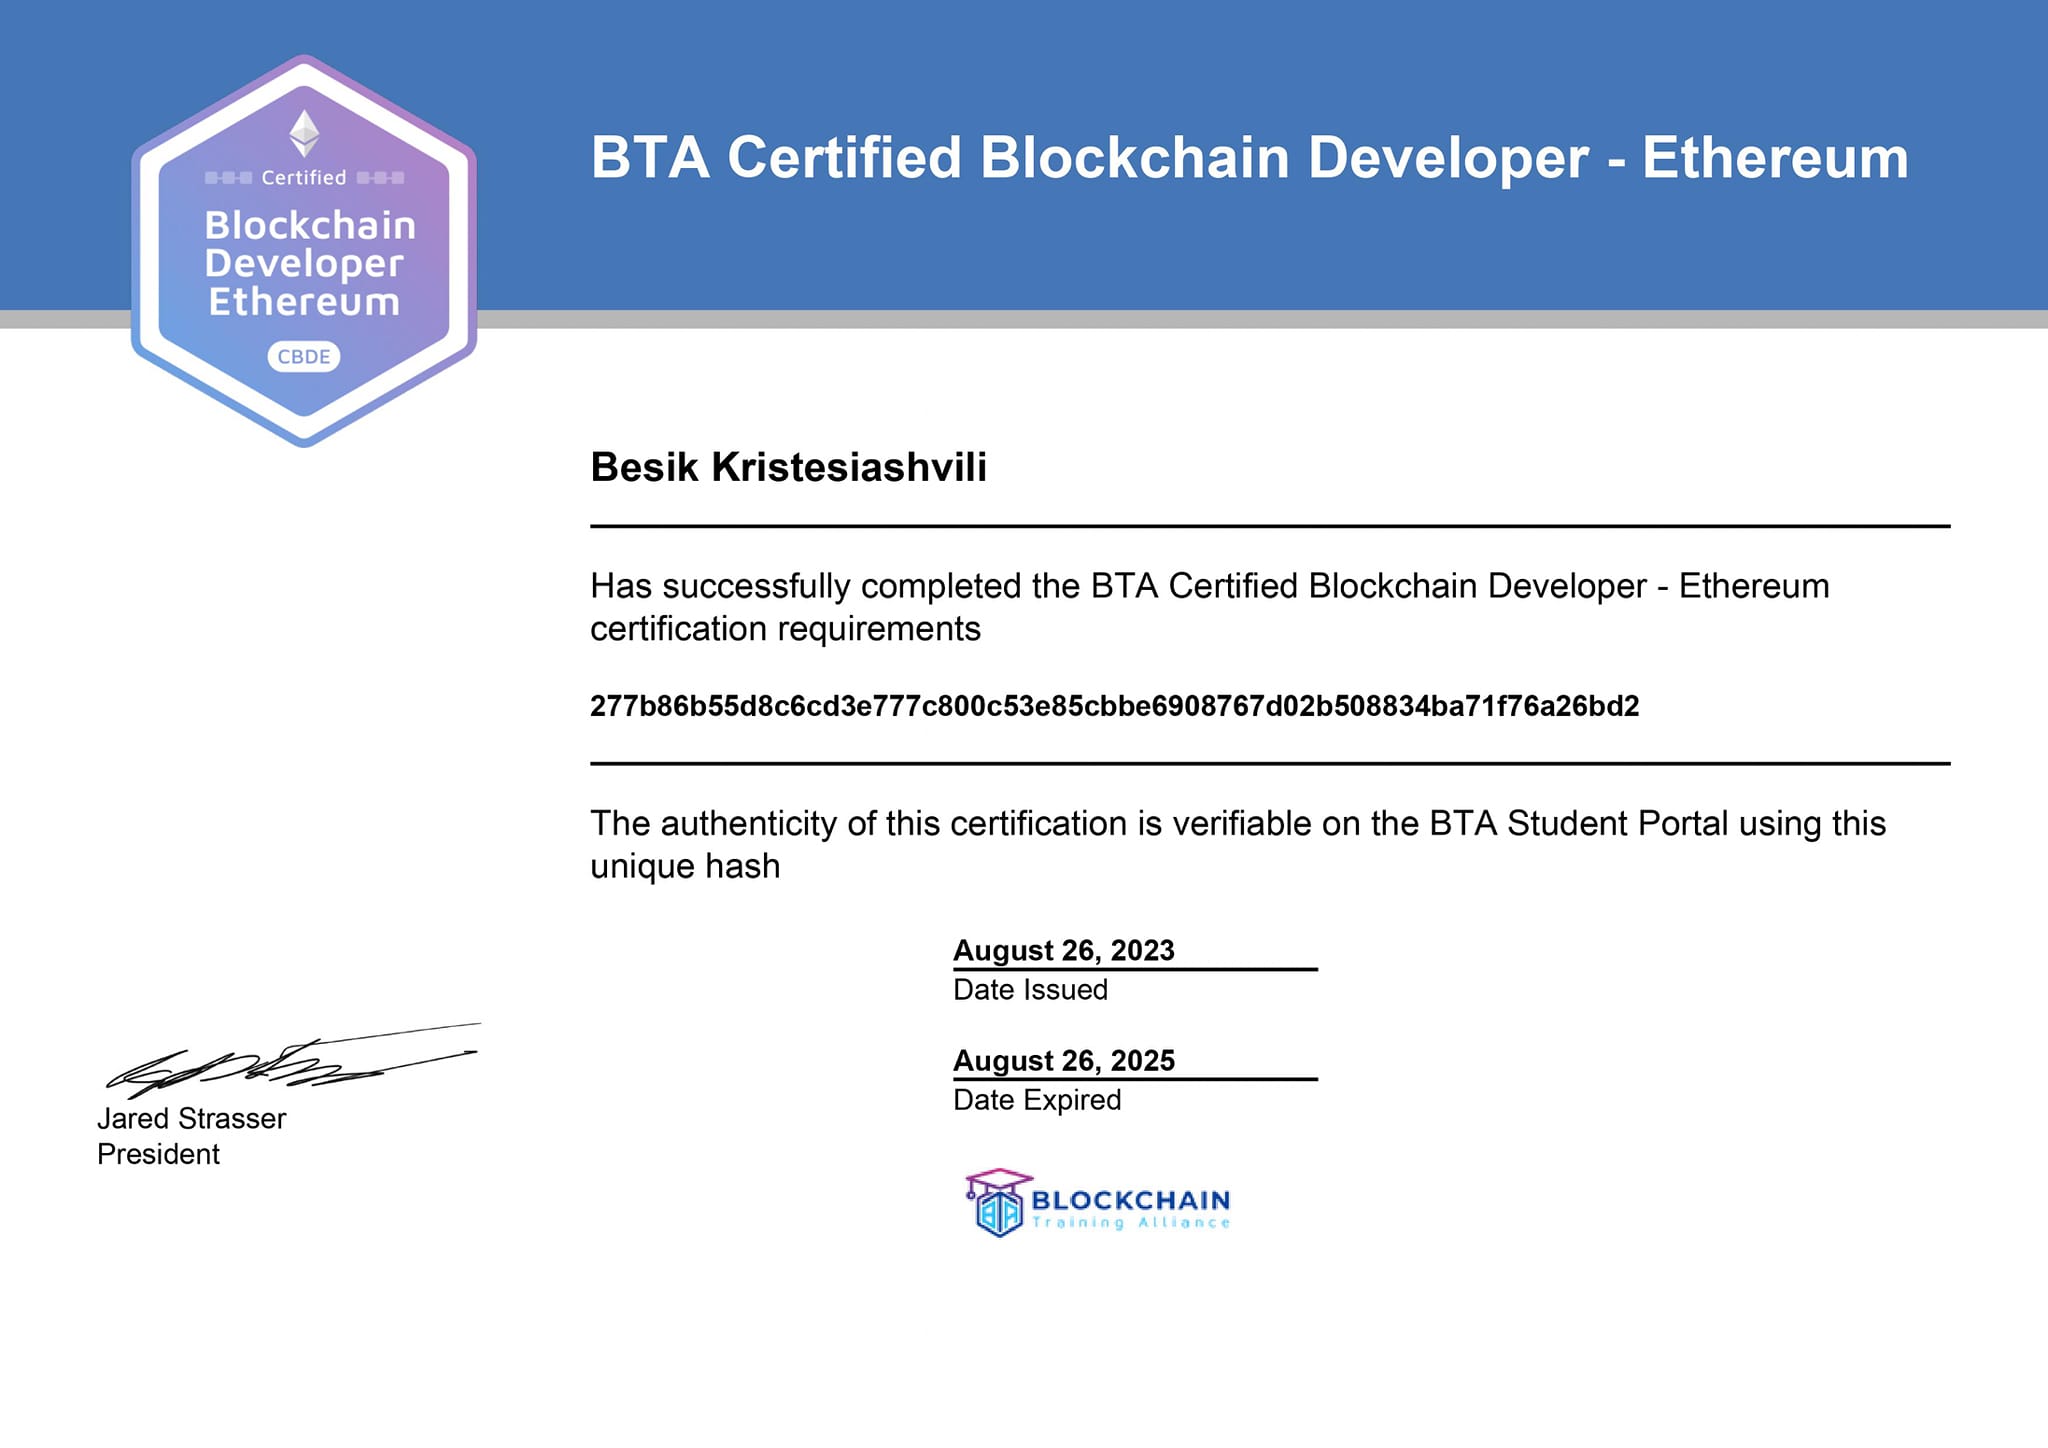 Certified
Blockchain
Developer
Ethereum
CBDE
BTA Certified Blockchain Developer - Ethereum
Besik Kristesiashvili
Has successfully completed the BTA Certified Blockchain Developer - Ethereum
certification requirements
277b86b55d8c6cd3e777c800c53e85cbbe6908767d02b508834ba71f76a26bd2
The authenticity of this certification is verifiable on the BTA Student Portal using this
unique hash
August 26, 2023
Date Issued
August 26, 2025
Date Expired
Jared Strasser
President
BTA
BLOCKCHAIN
Training Alliance